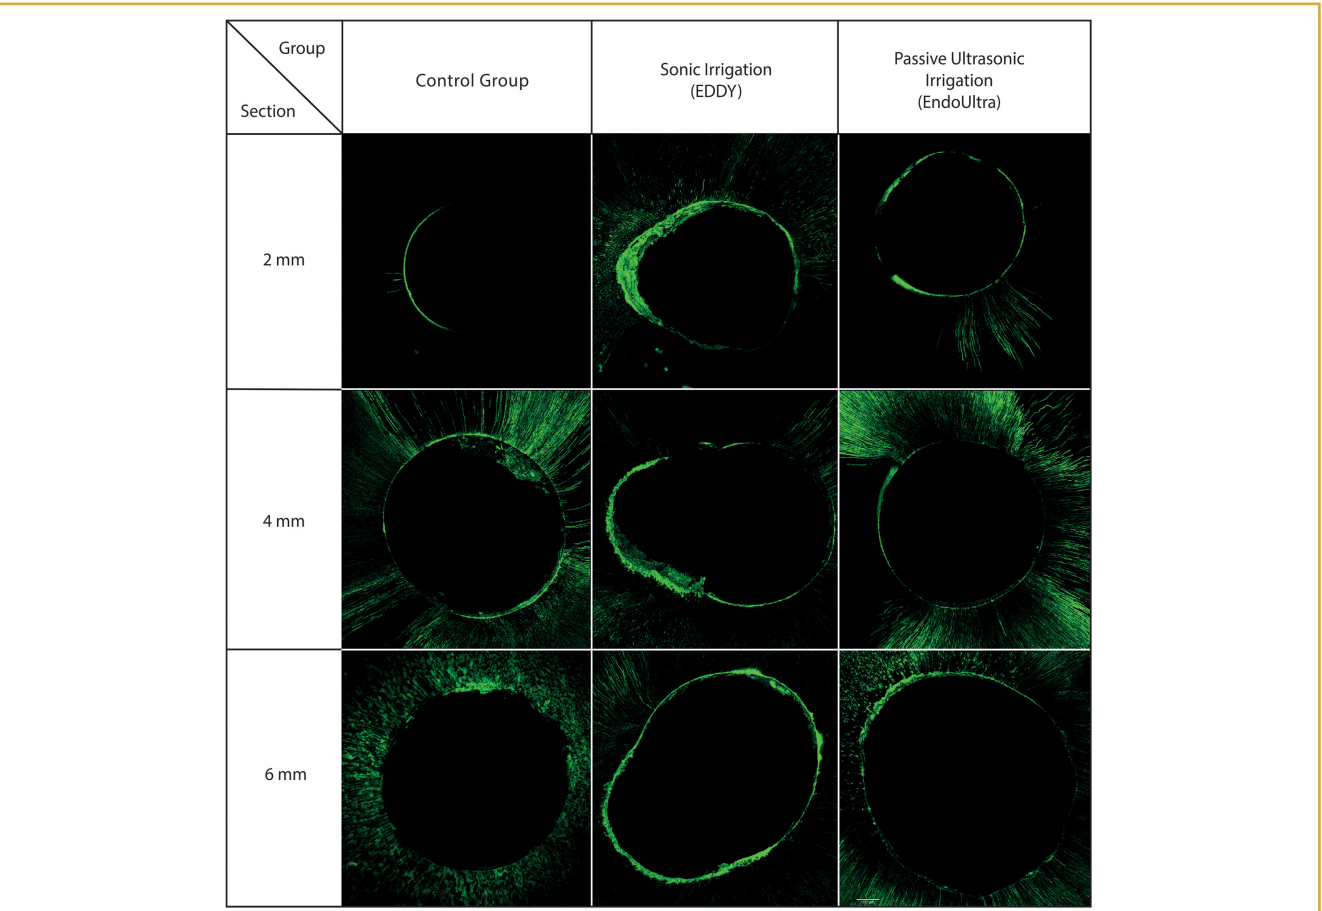 Group
Section
Control Group
Sonic Irrigation
(EDDY)
Passive Ultrasonic
Irrigation
(EndoUltra)
2 mm
4 mm
6 mm